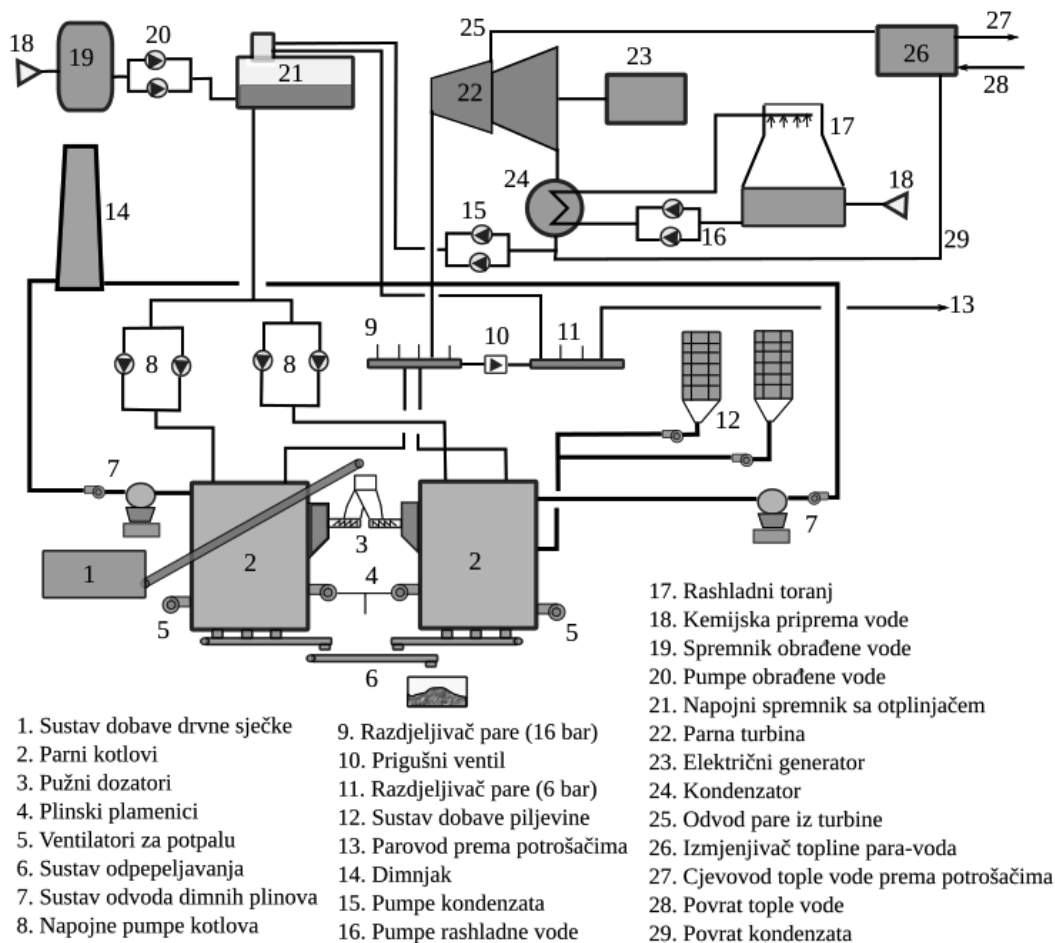 18
19
20
21
25
22
23
26
27
28
14
24
17
18
15
16
29
8
8
9
10
11
13
12
7
7
1
2
3
4
2
5
5
6
1. Sustav dobave drvne sječke
2. Parni kotlovi
3. Pužni dozatori
4. Plinski plamenici
5. Ventilatori za potpalu
6. Sustav odpepeljavanja
7. Sustav odvoda dimnih plinova
8. Napojne pumpe kotlova
9. Razdjeljivač pare (16 bar)
10. Prigušni ventil
11. Razdjeljivač pare (6 bar)
12. Sustav dobave piljevine
13. Parovod prema potrošačima
14. Dimnjak
15. Pumpe kondenzata
16. Pumpe rashladne vode
17. Rashladni toranj
18. Kemijska priprema vode
19. Spremnik obrađene vode
20. Pumpe obrađene vode
21. Napojni spremnik sa otplinjačem
22. Parna turbina
23. Električni generator
24. Kondenzator
25. Odvod pare iz turbine
26. Izmjenjivač topline para-voda
27. Cjevovod tople vode prema potrošačima
28. Povrat tople vode
29. Povrat kondenzata